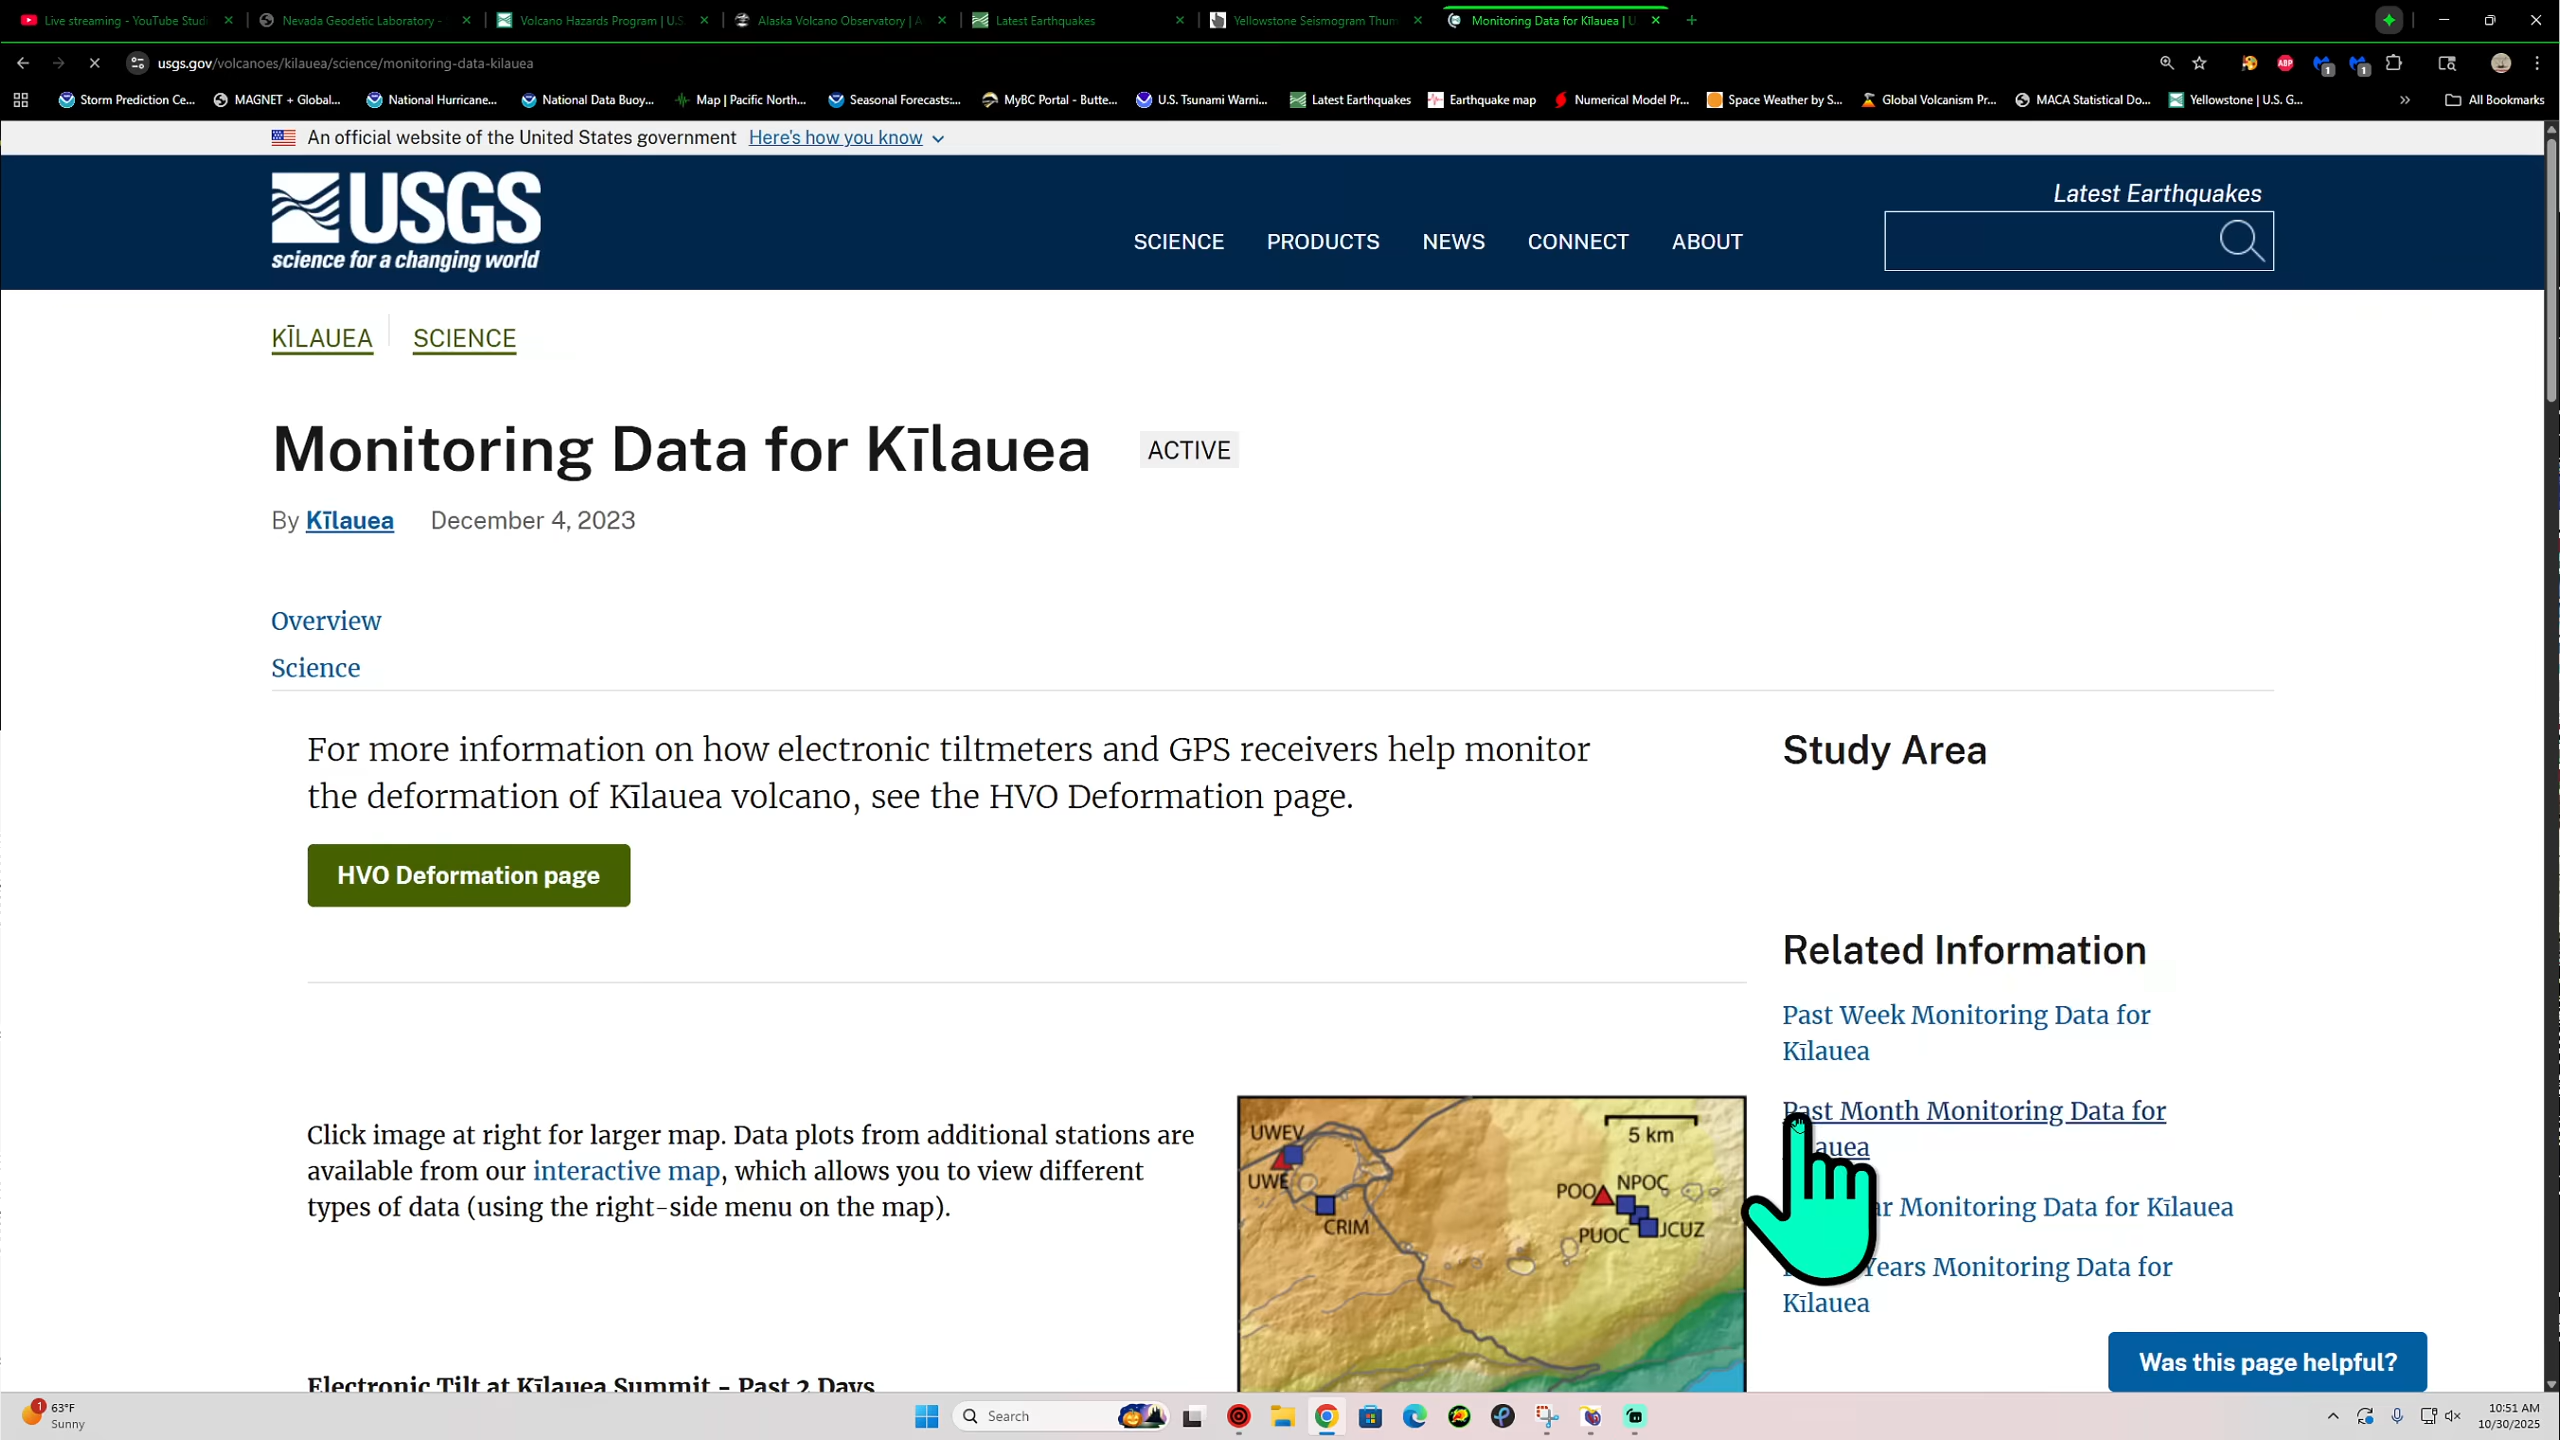 Live streaming - YouTube Studi
Nevada Geodetic Laboratory -
Volcano Hazards Program | U.S
Alaska Volcano Observatory | A
Latest Earthquakes
Yellowstone Seismogram Thum
Monitoring Data for Kīlauea | U
usgs.gov/volcanoes/kilauea/science/monitoring-data-kilauea
ABP
1
1
Storm Prediction Ce...
MAGNET + Global...
National Hurricane...
National Data Buoy...
Map | Pacific North...
Seasonal Forecasts:...
MyBC Portal - Butte...
U.S. Tsunami Warni...
Latest Earthquakes
Earthquake map
Numerical Model Pr...
Space Weather by S...
Global Volcanism Pr...
MACA Statistical Do...
Yellowstone | U.S. G...
All Bookmarks
An official website of the United States government Here's how you know
USGS
science for a changing world
SCIENCE PRODUCTS NEWS CONNECT ABOUT
Latest Earthquakes
KĪLAUEA SCIENCE
Monitoring Data for Kīlauea ACTIVE
By Kīlauea December 4, 2023
Overview
Science
For more information on how electronic tiltmeters and GPS receivers help monitor
the deformation of Kīlauea volcano, see the HVO Deformation page.
HVO Deformation page
Click image at right for larger map. Data plots from additional stations are
available from our interactive map, which allows you to view different
types of data (using the right-side menu on the map).
Electronic Tilt at Kīlauea Summit - Past 2 Days
UWEV
UWE
CRIM
5 km
POO
NPOC
PUOC
JCUZ
Study Area
Related Information
Past Week Monitoring Data for
Kīlauea
Past Month Monitoring Data for
auea
ar Monitoring Data for Kīlauea
Years Monitoring Data for
Kīlauea
Was this page helpful?
1
63°F
Sunny
Search
10:51 AM
10/30/2025